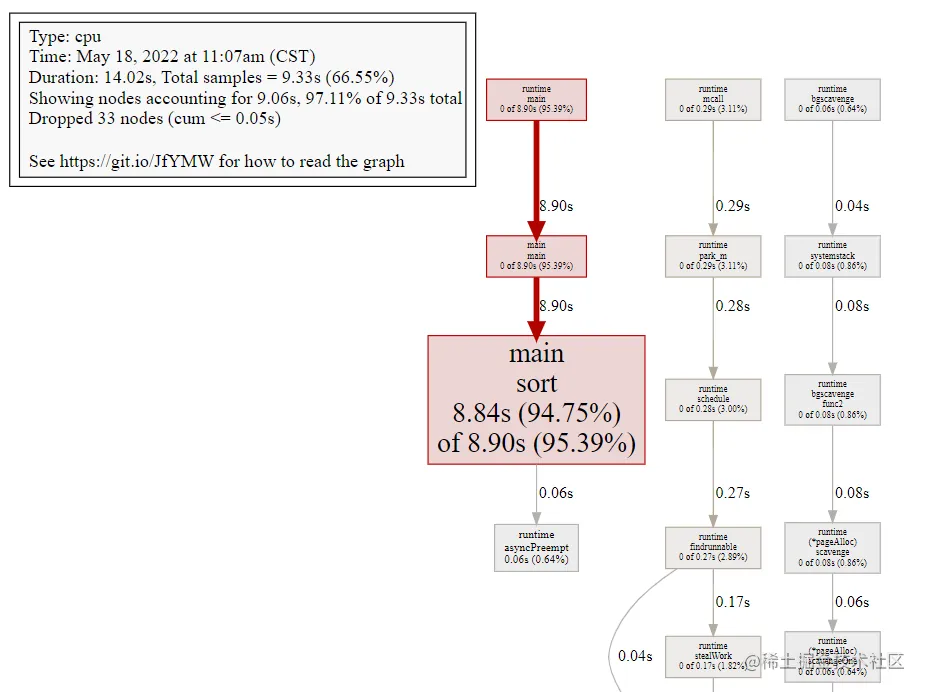 Type: cpu
Time: May 18, 2022 at 11:07am (CST)
Duration: 14.02s, Total samples = 9.33s (66.55%)
Showing nodes accounting for 9.06s, 97.11% of 9.33s total
Dropped 33 nodes (cum <= 0.05s)
See https://git.io/JfYMW for how to read the graph
runtime
main
0 of 8.90s (95.39%)
8.90s
main
main
0 of 8.90s (95.39%)
8.90s
main
sort
8.84s (94.75%)
of 8.90s (95.39%)
0.06s
runtime
asyncPreempt
0.06s (0.64%)
runtime
mcall
0 of 0.29s (3.11%)
0.29s
runtime
park_m
0 of 0.29s (3.11%)
0.28s
runtime
schedule
0 of 0.28s (3.00%)
0.27s
runtime
findrunnable
0 of 0.27s (2.89%)
0.17s
0.04s
runtime
stealWork
0 of 0.17s (1.82%)
runtime
bgscavenge
0 of 0.06s (0.64%)
0.04s
runtime
systemstack
0 of 0.08s (0.86%)
0.08s
runtime
bgscavenge
func2
0 of 0.08s (0.86%)
0.08s
runtime
(*pageAlloc)
scavenge
0 of 0.08s (0.86%)
0.06s
runtime
(*pageAlloc)
scavengeOne
0 of 0.06s (0.64%)
@稀土掘金技术社区